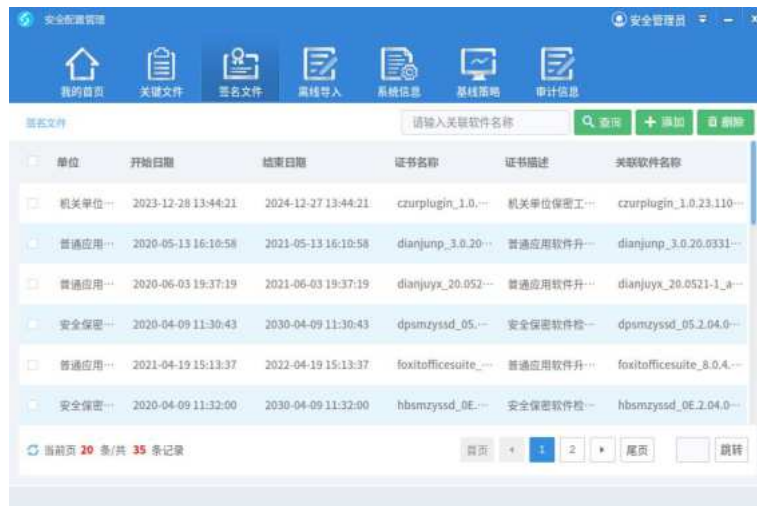 安全配置管理
安全管理员
我的首页 关键文件 签名文件 离线导入 系统信息 基线策略 审计信息
签名文件 请输入关联软件名称 查询 添加 删除
单位 开始日期 结束日期 证书名称 证书描述 关联软件名称
机关单位… 2023-12-28 13:44:21 2024-12-27 13:44:21 czurplugin_1.0.… 机关单位保密工… czurplugin_1.0.23.110…
普通应用… 2020-05-13 16:10:58 2021-05-13 16:10:58 dianjunp_3.0.20… 普通应用软件升… dianjunp_3.0.20.0331…
普通应用… 2020-06-03 19:37:19 2021-06-03 19:37:19 dianjuyx_20.052… 普通应用软件升… dianjuyx_20.0521-1_a…
安全保密… 2020-04-09 11:30:43 2030-04-09 11:30:43 dpsmzyssd_05.… 安全保密软件检… dpsmzyssd_05.2.04.0…
普通应用… 2021-04-19 15:13:37 2022-04-19 15:13:37 foxitofficesuite_… 普通应用软件升… foxitofficesuite_8.0.4.…
安全保密… 2020-04-09 11:32:00 2030-04-09 11:32:00 hbsmzyssd_0E.… 安全保密软件检… hbsmzyssd_0E.2.04.0…
当前页 20 条/共 35 条记录 首页 1 2 尾页 跳转